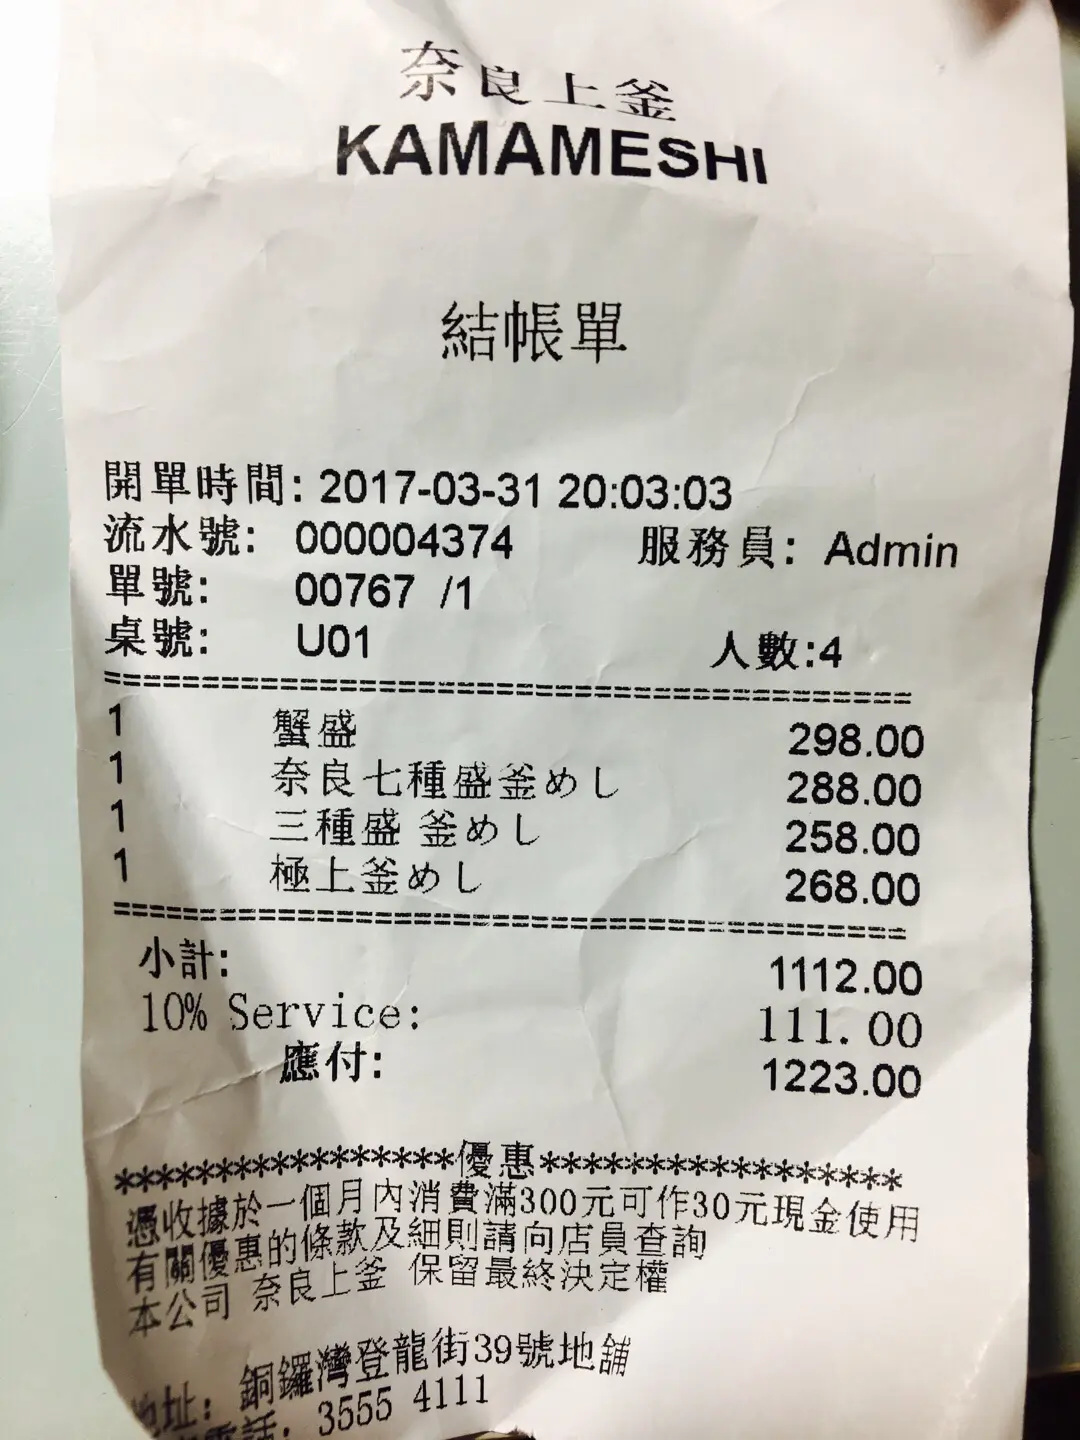 奈良上釜
KAMAMESHI
結帳單
開單時間: 2017-03-31 20:03:03
流水號: 000004374 服務員: Admin
單號: 00767 /1
桌號: U01 人數:4
1 蟹盛 298.00
1 奈良七種盛釜めし 288.00
1 三種盛 釜めし 258.00
1 極上釜めし 268.00
小計: 1112.00
10% Service: 111.00
應付: 1223.00
*****************優惠******************
憑收據於一個月內消費滿300元可作30元現金使用
有關優惠的條款及細則請向店員查詢
本公司 奈良上釜 保留最終決定權
地址: 銅鑼灣登龍街39號地舖
電話: 3555 4111